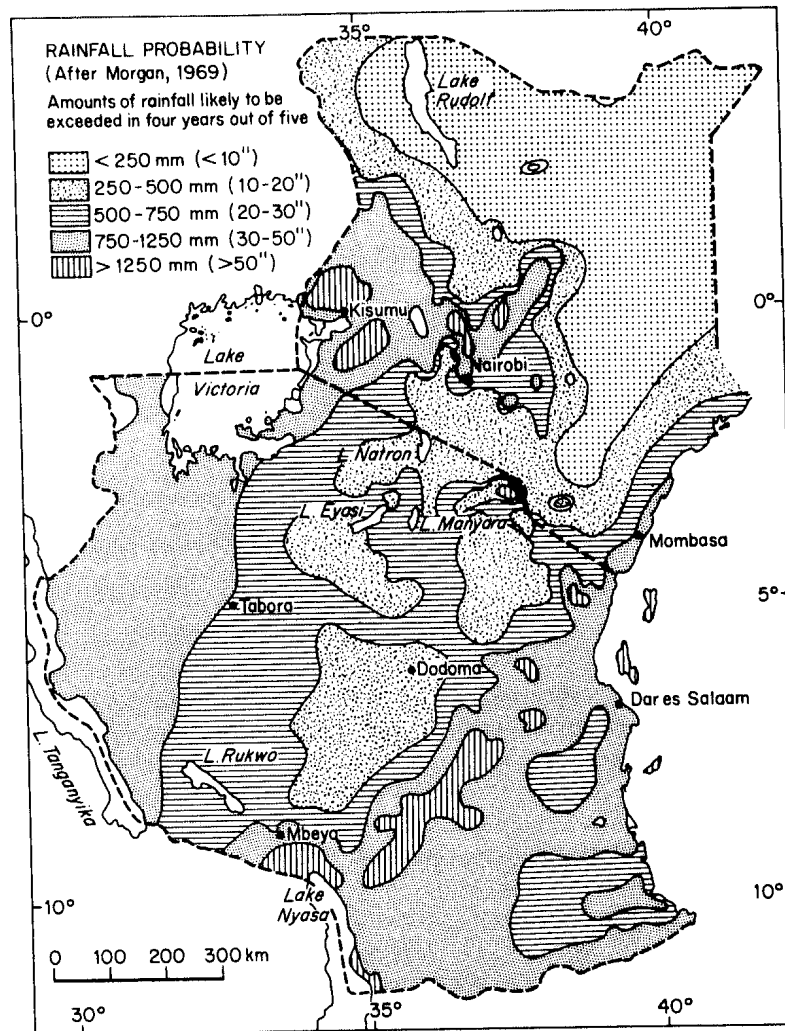 35°
40°
RAINFALL PROBABILITY
(After Morgan, 1969)
Amounts of rainfall likely to be
exceeded in four years out of five
< 250 mm (<10")
250-500 mm (10-20")
500-750 mm (20-30")
750-1250 mm (30-50")
> 1250 mm (>50")
Lake
Rudolf
0°
Kisumu
0°
Lake
Victoria
Nairobi
L. Natron
L. Eyasi
L. Manyara
Mombasa
Tabora
5°
Dodoma
Dar es Salaam
L. Tanganyika
L. Rukwo
Mbeya
Lake
Nyasa
10°
10°
0 100 200 300 km
30°
35°
40°